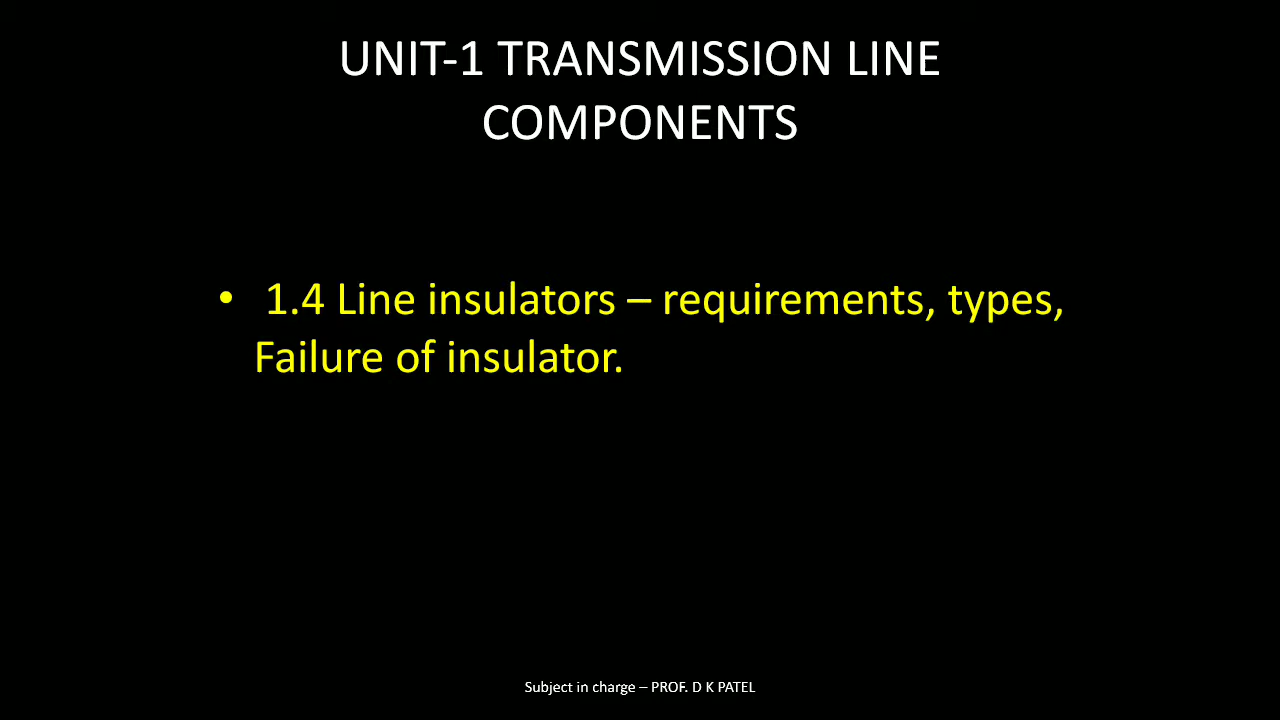 UNIT-1 TRANSMISSION LINE
COMPONENTS
• 1.4 Line insulators – requirements, types,
Failure of insulator.
Subject in charge – PROF. D K PATEL